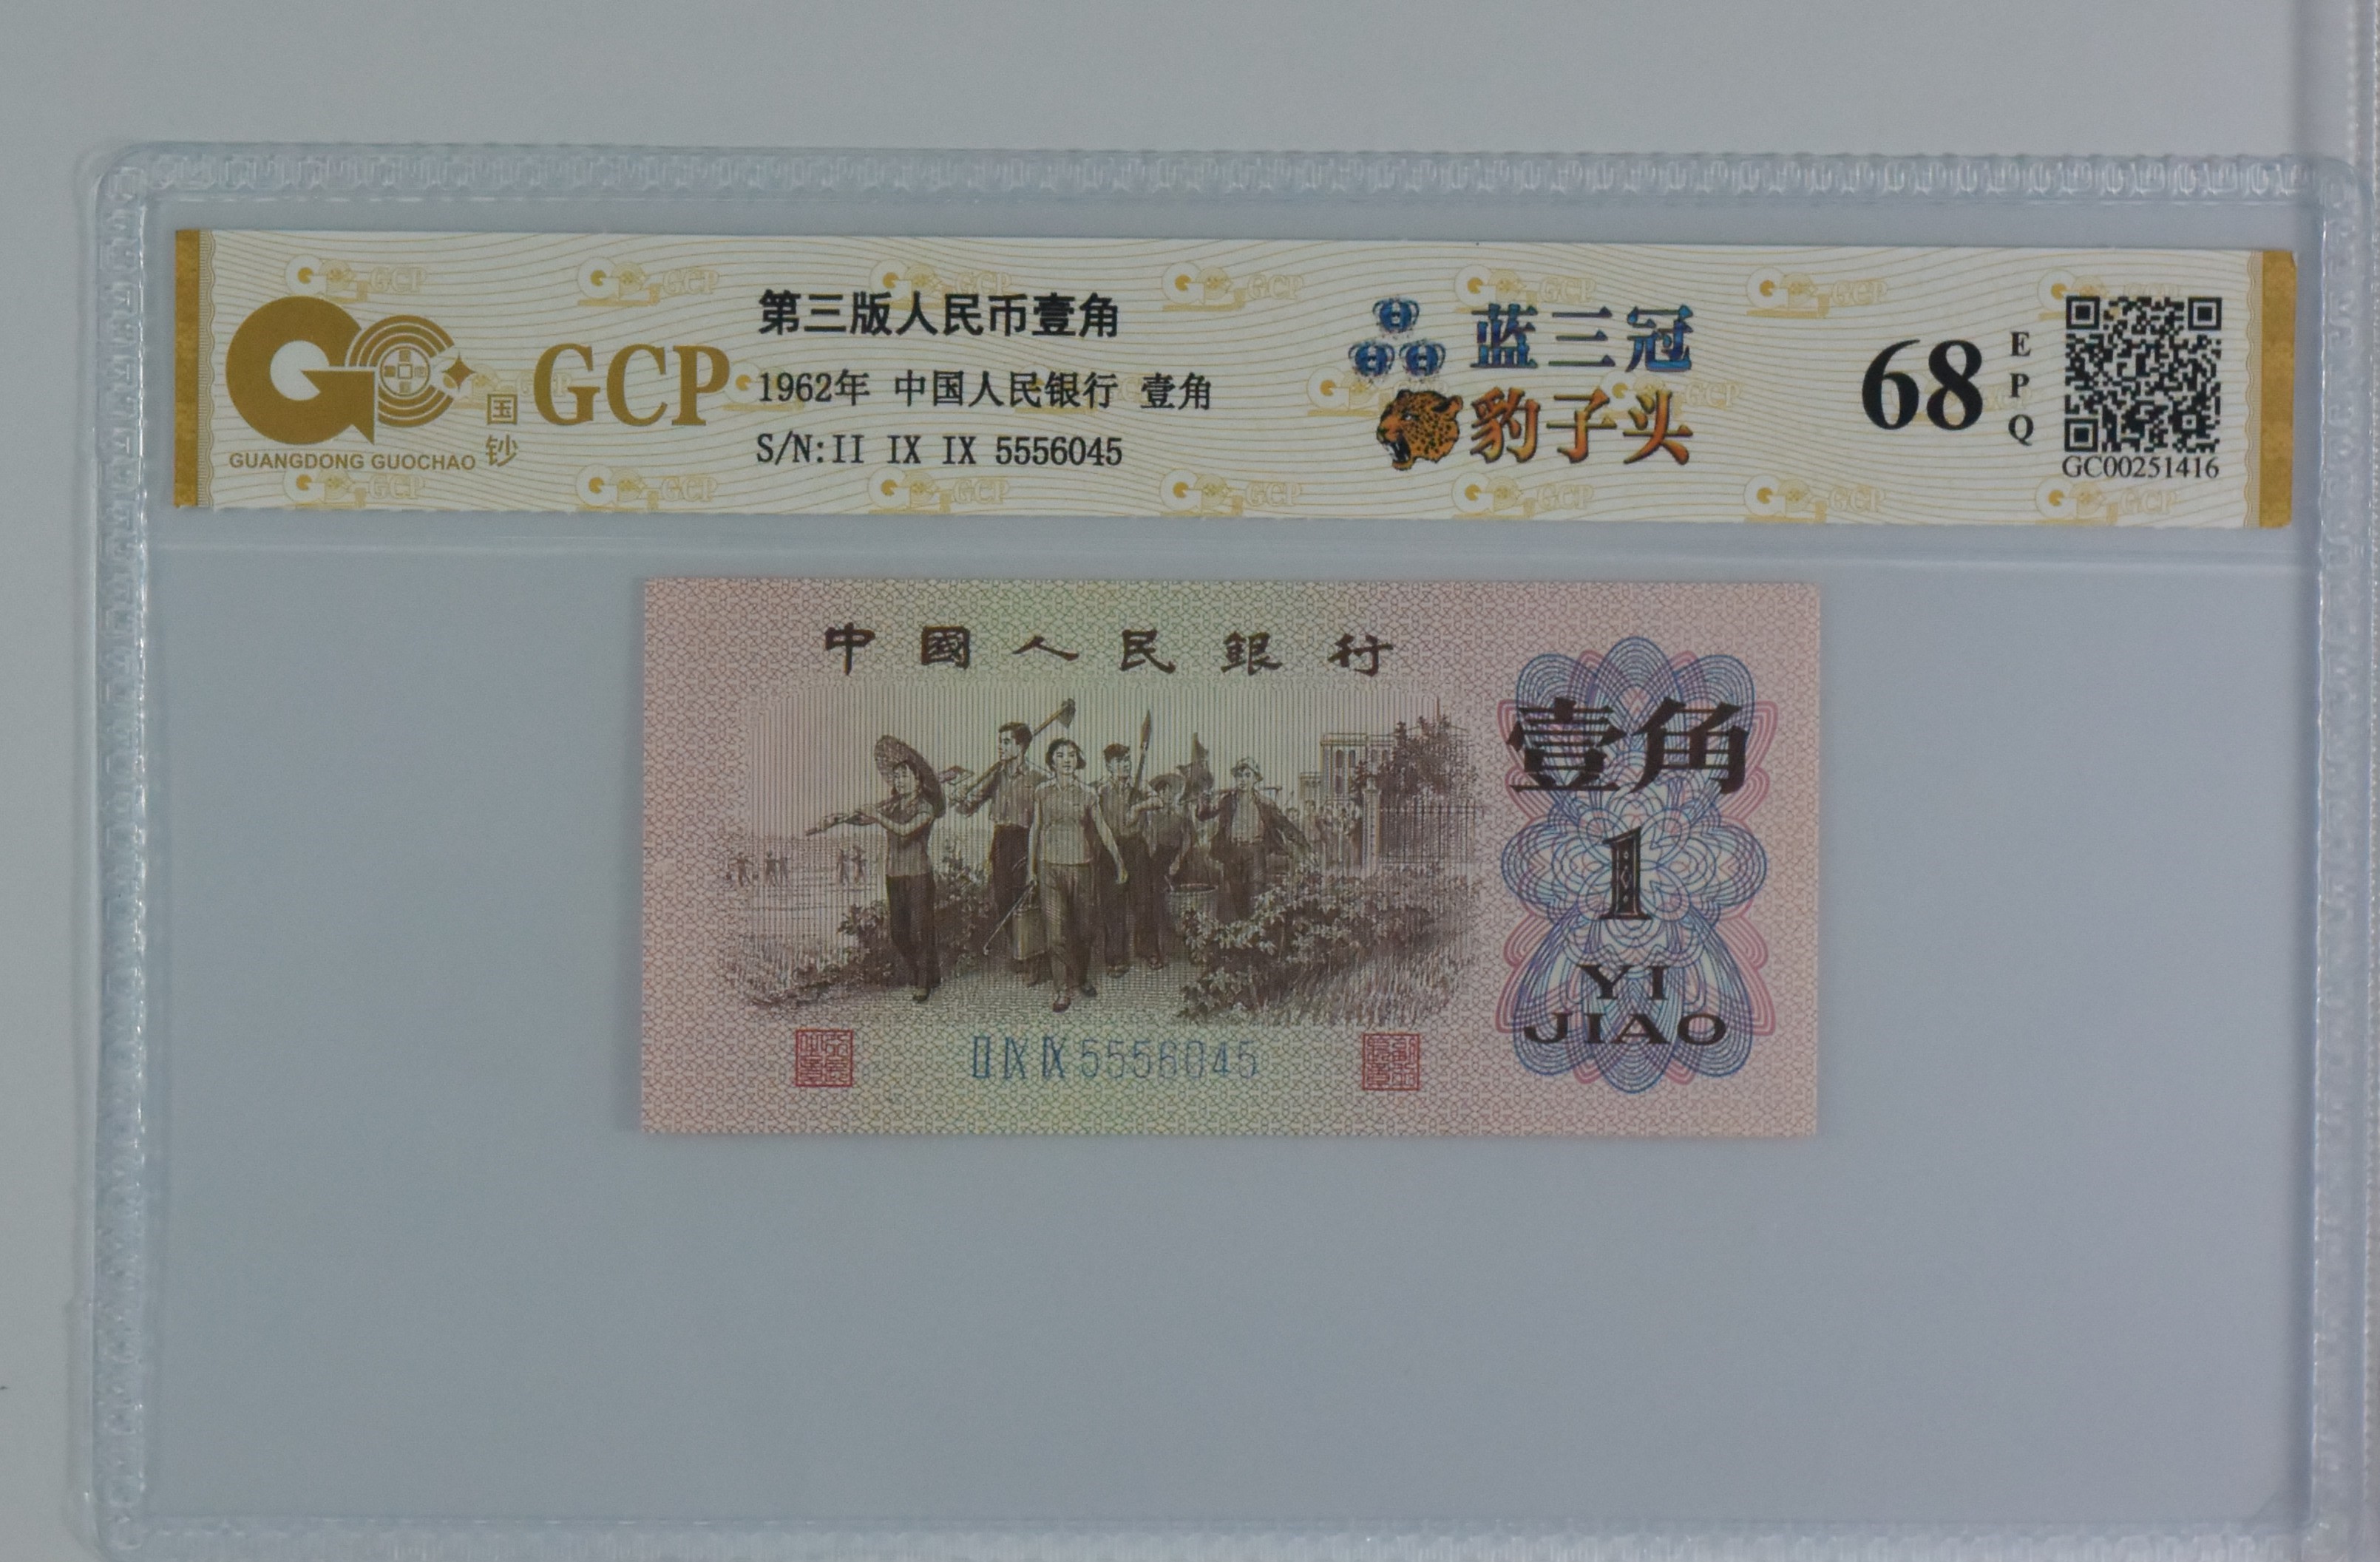 GCP
国钞
GUANGDONG GUOCHAO
第三版人民币壹角
1962年 中国人民银行 壹角
S/N:II IX IX 5556045
蓝三冠
豹子头
68
EPQ
GC00251416
中國人民銀行
壹角
1
YI
JIAO
II IX IX 5556045